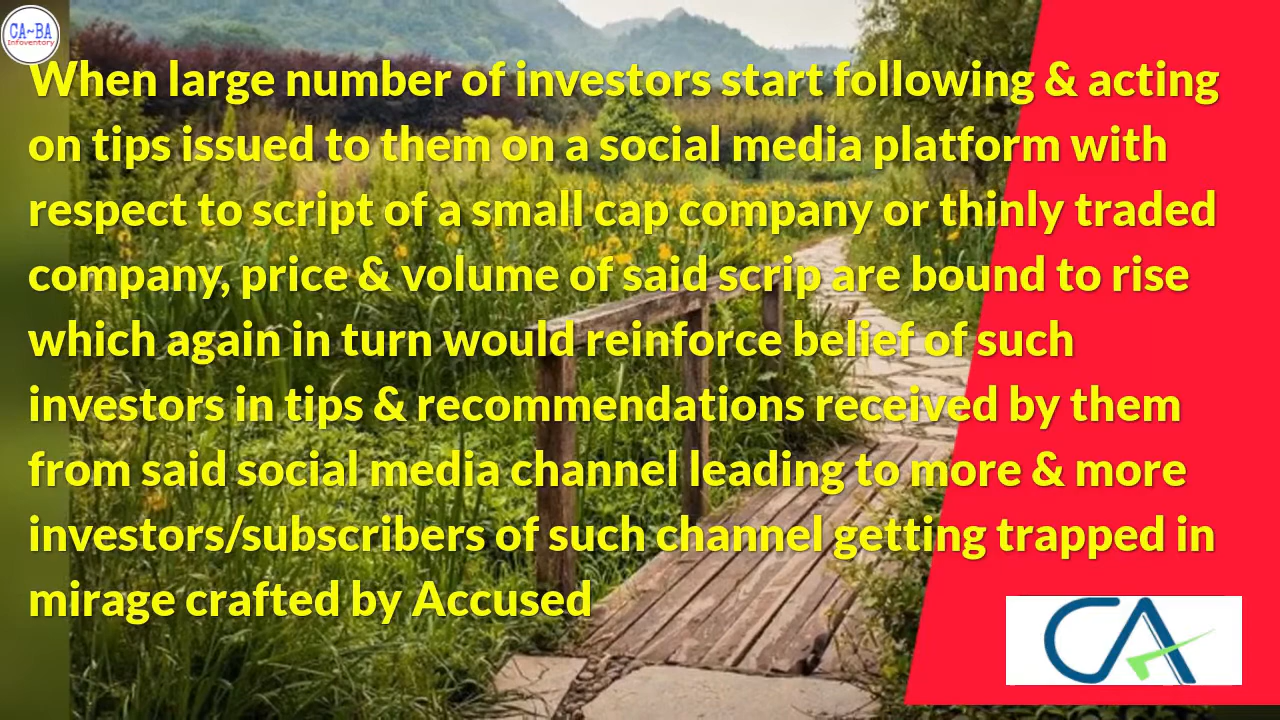 CA~BA
Infoventory
When large number of investors start following & acting
on tips issued to them on a social media platform with
respect to script of a small cap company or thinly traded
company, price & volume of said scrip are bound to rise
which again in turn would reinforce belief of such
investors in tips & recommendations received by them
from said social media channel leading to more & more
investors/subscribers of such channel getting trapped in
mirage crafted by Accused
CA